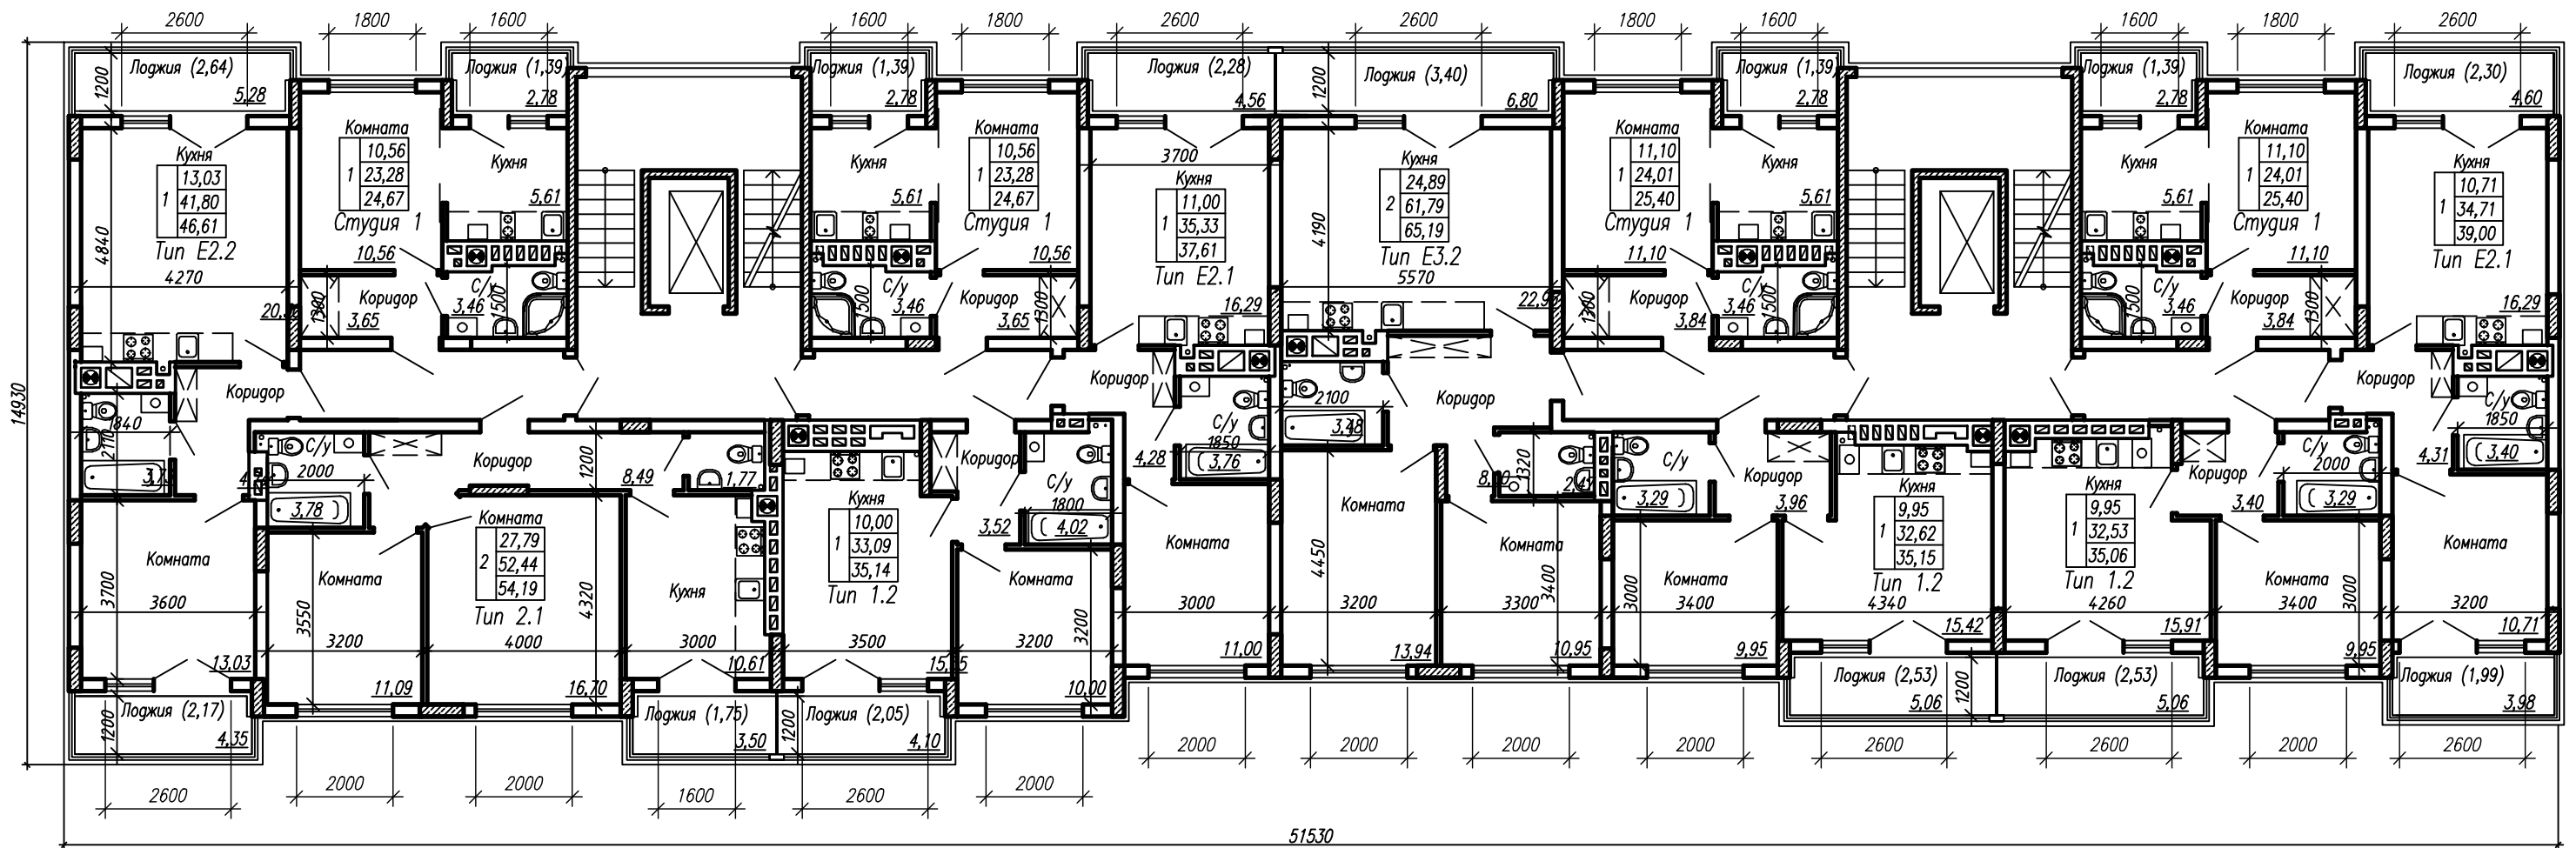 2600 1800 1600 1600 1800 2600 2600 1800 1600 1600 1800 2600
Лоджия (2,64) Лоджия (1,39) Лоджия (1,39) Лоджия (2,28) Лоджия (3,40) Лоджия (1,39) Лоджия (1,39) Лоджия (2,30)
1200 5,28 2,78 2,78 4,56 1200 6,80 2,78 2,78 4,60
Кухня
13,03
1 41,80
46,61
Тип Е2.2
4840
4270
Комната
10,56
1 23,28
24,67
Студия 1
10,56
Кухня
5,61
С/у
3,46
1500
Коридор
1300
3,65
Кухня
5,61
Комната
10,56
1 23,28
24,67
Студия 1
10,56
С/у
3,46
1500
Коридор
1300
3,65
3700
Кухня
11,00
1 35,33
37,61
Тип Е2.1
16,29
Кухня
24,89
2 61,79
65,19
Тип Е3.2
4190
5570
Комната
11,10
1 24,01
25,40
Студия 1
11,10
Кухня
5,61
С/у
3,46
1500
Коридор
1300
3,84
Кухня
5,61
Комната
11,10
1 24,01
25,40
Студия 1
11,10
С/у
3,46
1500
Коридор
1300
3,84
Кухня
10,71
1 34,71
39,00
Тип Е2.1
16,29
14930
Коридор
1840
2110
Комната
3700
3600
13,03
Лоджия (2,17)
1200
4,35
С/у
2000
3,78
Коридор
1200
8,49
1,77
Комната
3550
3200
11,09
Комната
27,79
2 52,44
54,19
Тип 2.1
4320
4000
16,70
Кухня
3000
10,61
Лоджия (1,75)
3,50
Кухня
10,00
1 33,09
35,14
Тип 1.2
3500
Лоджия (2,05)
1200
4,10
Коридор
3,52
С/у
1800
4,02
Комната
3200
3200
10,00
Коридор
4,28
С/у
1850
3,76
Комната
3000
11,00
2100
3,48
Коридор
1320
Комната
4450
3200
13,94
Комната
3400
3300
10,95
С/у
3,29
Коридор
3,96
Комната
3000
3400
9,95
Кухня
9,95
1 32,62
35,15
Тип 1.2
4340
15,42
Лоджия (2,53)
5,06
1200
Кухня
9,95
1 32,53
35,06
Тип 1.2
4260
15,91
Лоджия (2,53)
5,06
Коридор
3,40
С/у
2000
3,29
Комната
3000
3400
9,95
Коридор
4,31
С/у
1850
3,40
Комната
3200
10,71
Лоджия (1,99)
3,98
2600 2000 2000 1600 2600 2000 2000 2000 2000 2000 2600 2600 2000 2600
51530